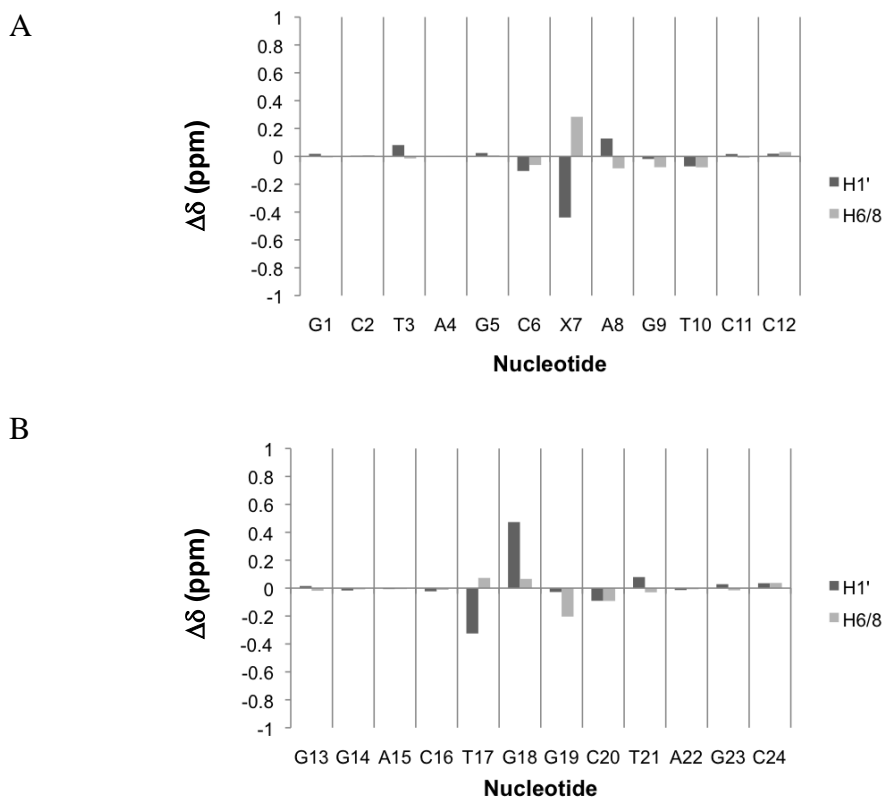 A
1
0.8
0.6
0.4
0.2
0
-0.2
-0.4
-0.6
-0.8
-1
Δδ (ppm)
G1 C2 T3 A4 G5 C6 X7 A8 G9 T10 C11 C12
Nucleotide
H1'
H6/8
B
1
0.8
0.6
0.4
0.2
0
-0.2
-0.4
-0.6
-0.8
-1
Δδ (ppm)
G13 G14 A15 C16 T17 G18 G19 C20 T21 A22 G23 C24
Nucleotide
H1'
H6/8